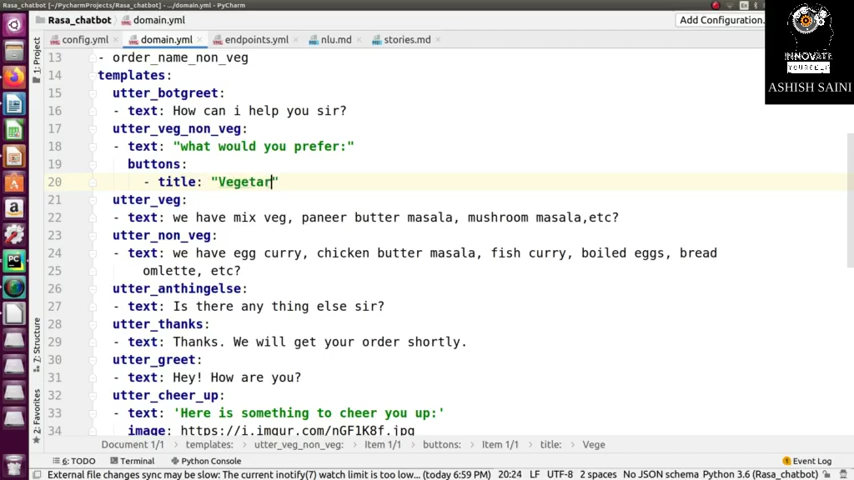 Rasa_chatbot [~/PycharmProjects/Rasa_chatbot] - .../domain.yml - PyCharm
Rasa_chatbot domain.yml Add Configuration...
config.yml domain.yml endpoints.yml nlu.md stories.md
1: Project
7: Structure
2: Favorites
INNOVATE
YOURSELF
ASHISH SAINI
13 - order_name_non_veg
14 templates:
15 utter_botgreet:
16 - text: How can i help you sir?
17 utter_veg_non_veg:
18 - text: "what would you prefer:"
19 buttons:
20 - title: "Vegetar"
21 utter_veg:
22 - text: we have mix veg, paneer butter masala, mushroom masala,etc?
23 utter_non_veg:
24 - text: we have egg curry, chicken butter masala, fish curry, boiled eggs, bread
25 omlette, etc?
26 utter_anthingelse:
27 - text: Is there any thing else sir?
28 utter_thanks:
29 - text: Thanks. We will get your order shortly.
30 utter_greet:
31 - text: Hey! How are you?
32 utter_cheer_up:
33 - text: 'Here is something to cheer you up:'
34 image: https://i.imgur.com/nGF1K8f.jpg
Document 1/1 templates: utter_veg_non_veg: Item 1/1 buttons: Item 1/1 title: Vege
6: TODO Terminal Python Console Event Log
External file changes sync may be slow: The current inotify(7) watch limit is too low... (today 6:59 PM) 20:24 LF UTF-8 2 spaces No JSON schema Python 3.6 (Rasa_chatbot)